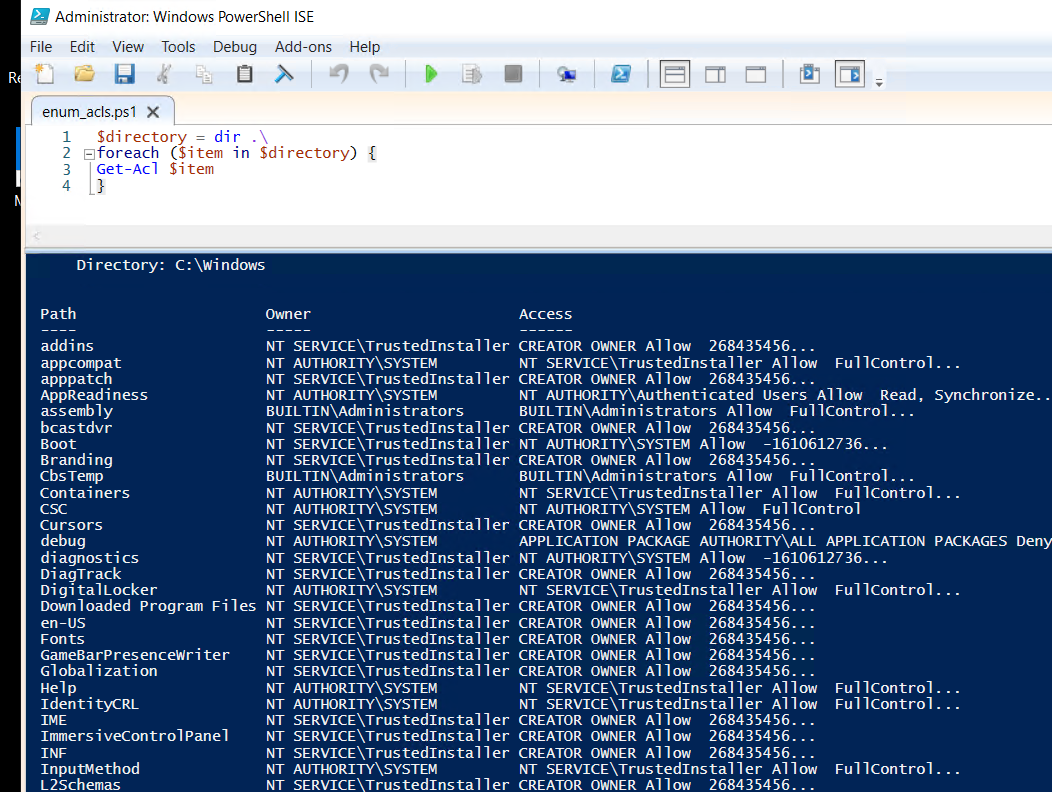 Administrator: Windows PowerShell ISE
File Edit View Tools Debug Add-ons Help
Re
enum_acls.ps1
1 $directory = dir .\
2 foreach ($item in $directory) {
3 Get-Acl $item
4 }
Directory: C:\Windows
Path Owner Access
---- ----- ------
addins NT SERVICE\TrustedInstaller CREATOR OWNER Allow 268435456...
appcompat NT AUTHORITY\SYSTEM NT SERVICE\TrustedInstaller Allow FullControl...
apppatch NT SERVICE\TrustedInstaller CREATOR OWNER Allow 268435456...
AppReadiness NT AUTHORITY\SYSTEM NT AUTHORITY\Authenticated Users Allow Read, Synchronize..
assembly BUILTIN\Administrators BUILTIN\Administrators Allow FullControl...
bcastdvr NT SERVICE\TrustedInstaller CREATOR OWNER Allow 268435456...
Boot NT SERVICE\TrustedInstaller NT AUTHORITY\SYSTEM Allow -1610612736...
Branding NT SERVICE\TrustedInstaller CREATOR OWNER Allow 268435456...
CbsTemp BUILTIN\Administrators BUILTIN\Administrators Allow FullControl...
Containers NT AUTHORITY\SYSTEM NT SERVICE\TrustedInstaller Allow FullControl...
CSC NT AUTHORITY\SYSTEM NT AUTHORITY\SYSTEM Allow FullControl
Cursors NT SERVICE\TrustedInstaller CREATOR OWNER Allow 268435456...
debug NT AUTHORITY\SYSTEM APPLICATION PACKAGE AUTHORITY\ALL APPLICATION PACKAGES Deny
diagnostics NT SERVICE\TrustedInstaller NT AUTHORITY\SYSTEM Allow -1610612736...
DiagTrack NT SERVICE\TrustedInstaller CREATOR OWNER Allow 268435456...
DigitalLocker NT AUTHORITY\SYSTEM NT SERVICE\TrustedInstaller Allow FullControl...
Downloaded Program Files NT SERVICE\TrustedInstaller CREATOR OWNER Allow 268435456...
en-US NT SERVICE\TrustedInstaller CREATOR OWNER Allow 268435456...
Fonts NT SERVICE\TrustedInstaller CREATOR OWNER Allow 268435456...
GameBarPresenceWriter NT SERVICE\TrustedInstaller CREATOR OWNER Allow 268435456...
Globalization NT SERVICE\TrustedInstaller CREATOR OWNER Allow 268435456...
Help NT AUTHORITY\SYSTEM NT SERVICE\TrustedInstaller Allow FullControl...
IdentityCRL NT AUTHORITY\SYSTEM NT SERVICE\TrustedInstaller Allow FullControl...
IME NT SERVICE\TrustedInstaller CREATOR OWNER Allow 268435456...
ImmersiveControlPanel NT SERVICE\TrustedInstaller CREATOR OWNER Allow 268435456...
INF NT SERVICE\TrustedInstaller CREATOR OWNER Allow 268435456...
InputMethod NT AUTHORITY\SYSTEM NT SERVICE\TrustedInstaller Allow FullControl...
L2Schemas NT SERVICE\TrustedInstaller CREATOR OWNER Allow 268435456...